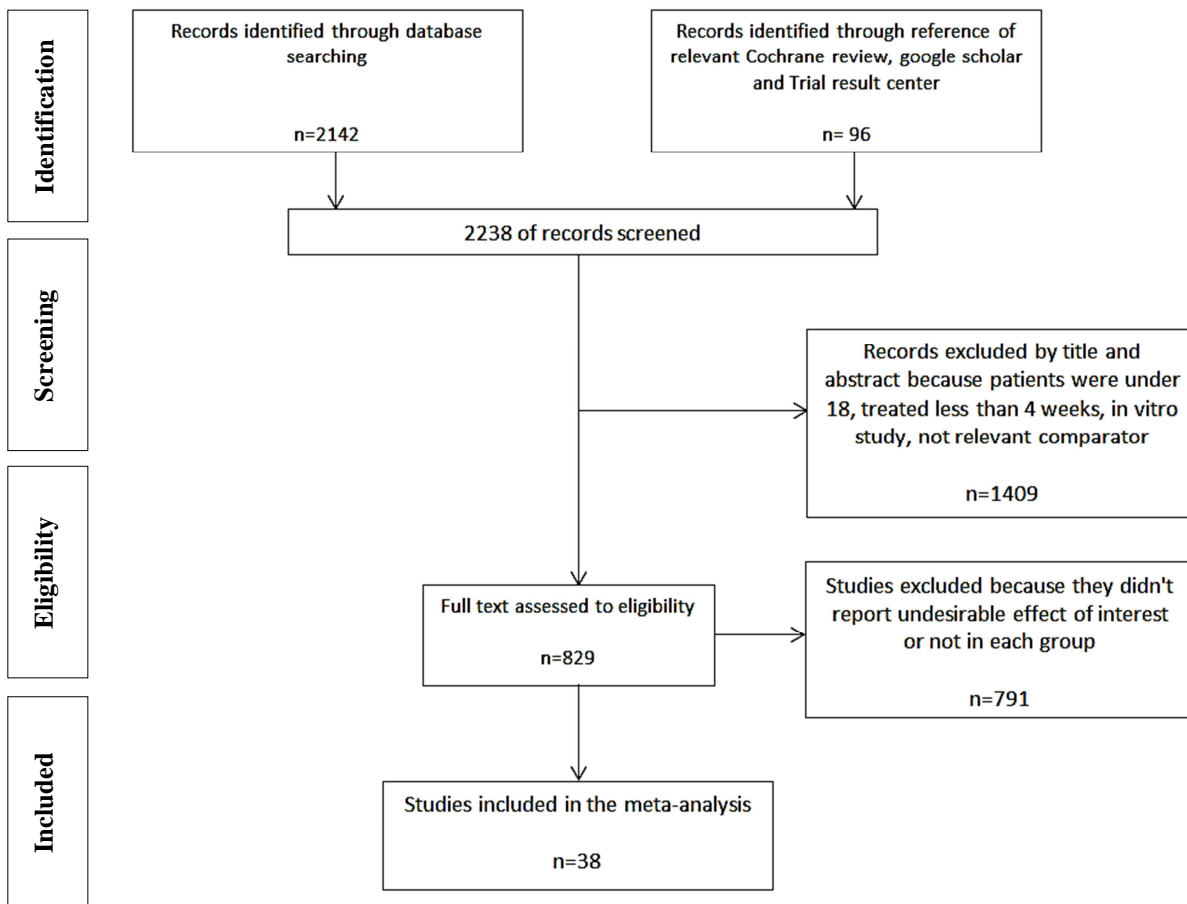 Identification
Records identified through database
searching
n=2142
Records identified through reference of
relevant Cochrane review, google scholar
and Trial result center
n= 96
2238 of records screened
Screening
Records excluded by title and
abstract because patients were under
18, treated less than 4 weeks, in vitro
study, not relevant comparator
n=1409
Eligibility
Full text assessed to eligibility
n=829
Studies excluded because they didn't
report undesirable effect of interest
or not in each group
n=791
Included
Studies included in the meta-analysis
n=38